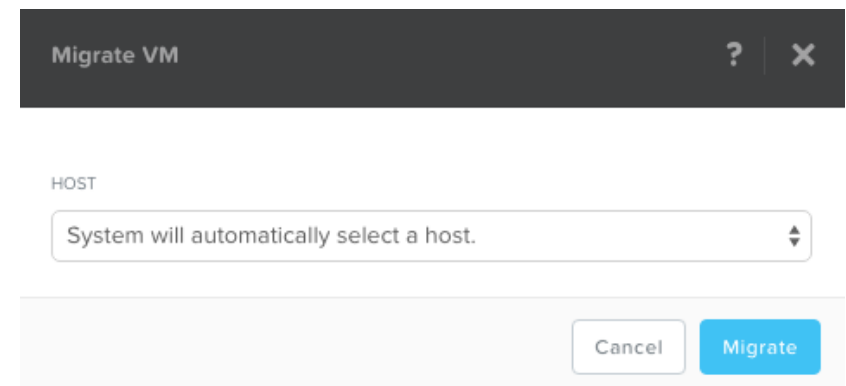 Migrate VM ? ×
HOST
System will automatically select a host.
Cancel Migrate